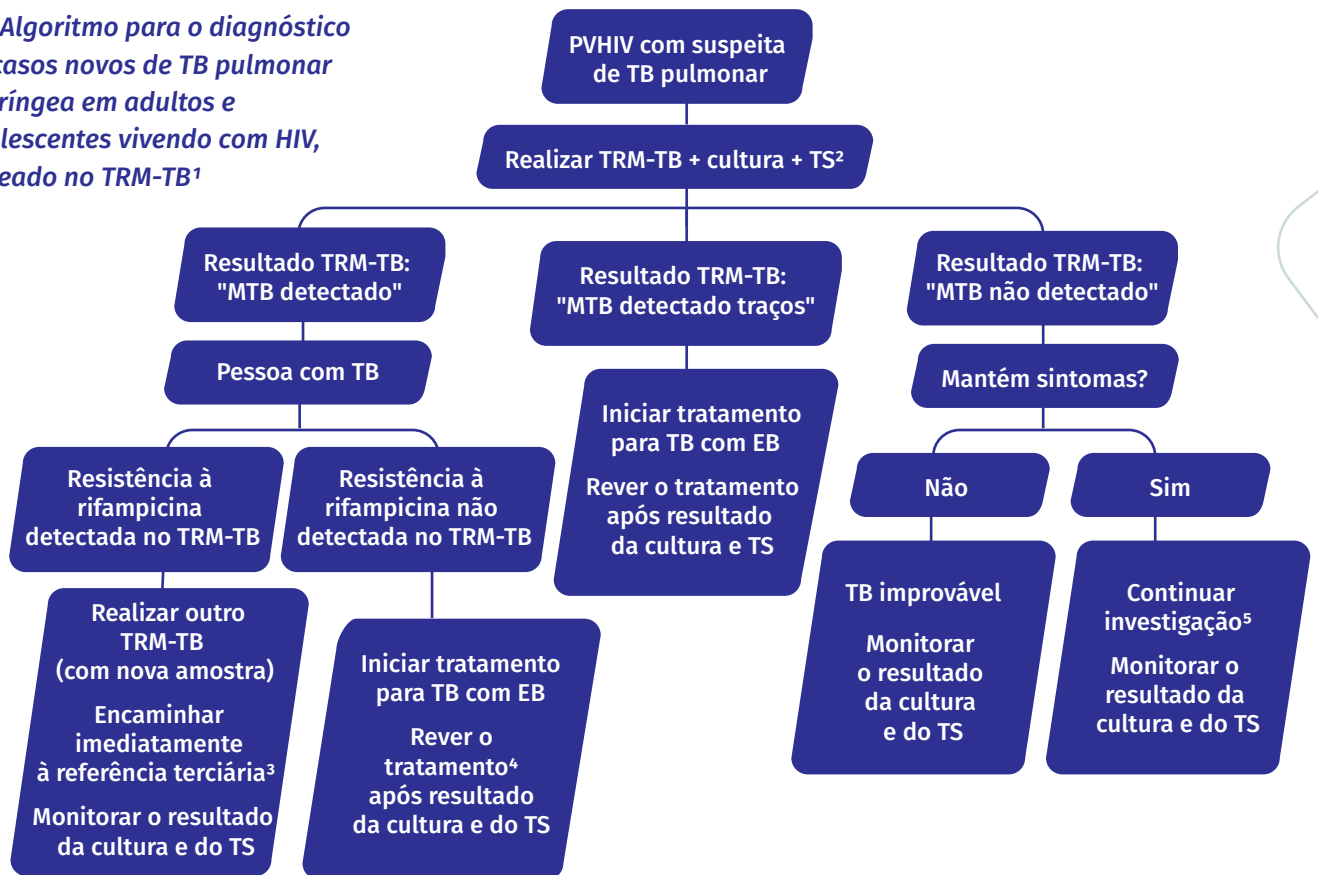 Algoritmo para o diagnóstico
casos novos de TB pulmonar
em adultos e
vivendo com HIV,
no TRM-TB¹
PVHIV com suspeita
de TB pulmonar
Realizar TRM-TB + cultura + TS²
Resultado TRM-TB:
"MTB detectado"
Resultado TRM-TB:
"MTB detectado traços"
Resultado TRM-TB:
"MTB não detectado"
Pessoa com TB
Mantém sintomas?
Resistência à
rifampicina
detectada no TRM-TB
Resistência à
rifampicina não
detectada no TRM-TB
Iniciar tratamento
para TB com EB
Rever o tratamento
após resultado
da cultura e TS
Não
Sim
Realizar outro
TRM-TB
(com nova amostra)
Encaminhar
imediatamente
à referência terciária³
Monitorar o resultado
da cultura e do TS
Iniciar tratamento
para TB com EB
Rever o
tratamento⁴
após resultado
da cultura e do TS
TB improvável
Monitorar
o resultado
da cultura
e do TS
Continuar
investigação⁵
Monitorar o
resultado da
cultura e do TS